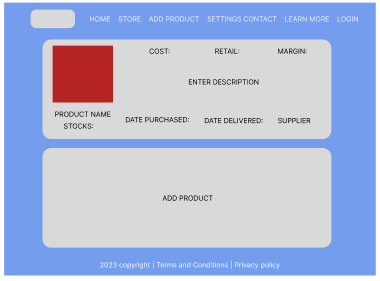 HOME STORE ADD PRODUCT SETTINGS CONTACT LEARN MORE LOGIN
COST: RETAIL: MARGIN:
ENTER DESCRIPTION
PRODUCT NAME
STOCKS:
DATE PURCHASED: DATE DELIVERED: SUPPLIER
ADD PRODUCT
2023 copyright | Terms and Conditions | Privacy policy